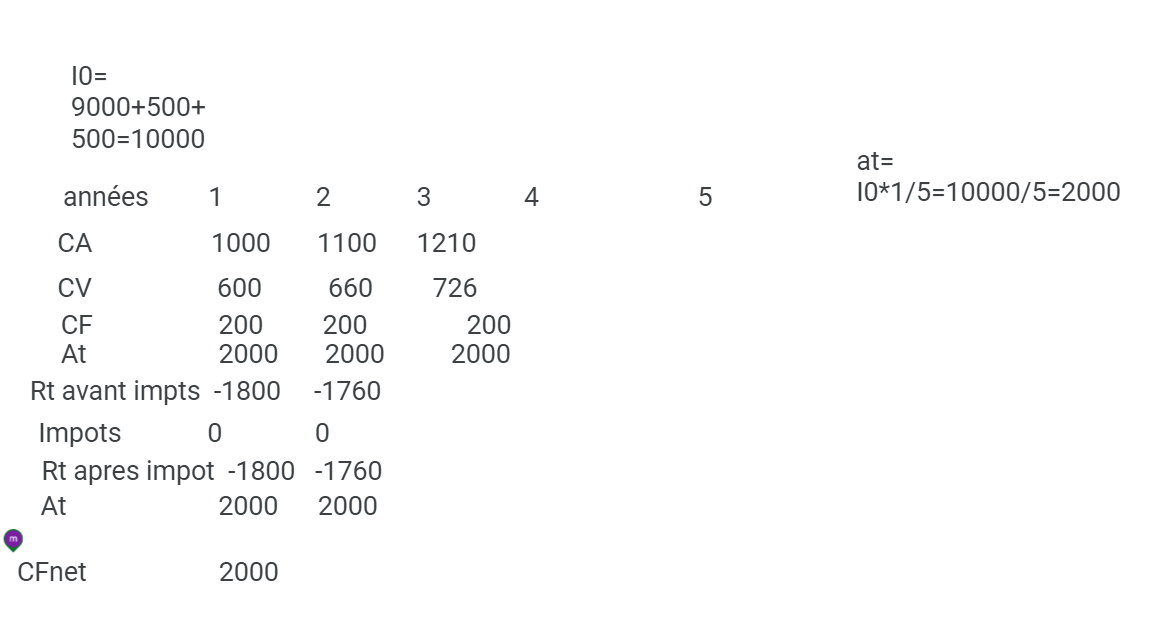 I0=
9000+500+
500=10000
at=
I0*1/5=10000/5=2000
années 1 2 3 4 5
CA 1000 1100 1210
CV 600 660 726
CF 200 200 200
At 2000 2000 2000
Rt avant impts -1800 -1760
Impots 0 0
Rt apres impot -1800 -1760
At 2000 2000
m
CFnet 2000